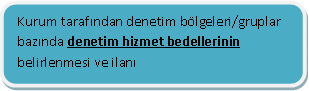 Kurum tarafından denetim bölgeleri/gruplar
bazında denetim hizmet bedellerinin
belirlenmesi ve ilanı